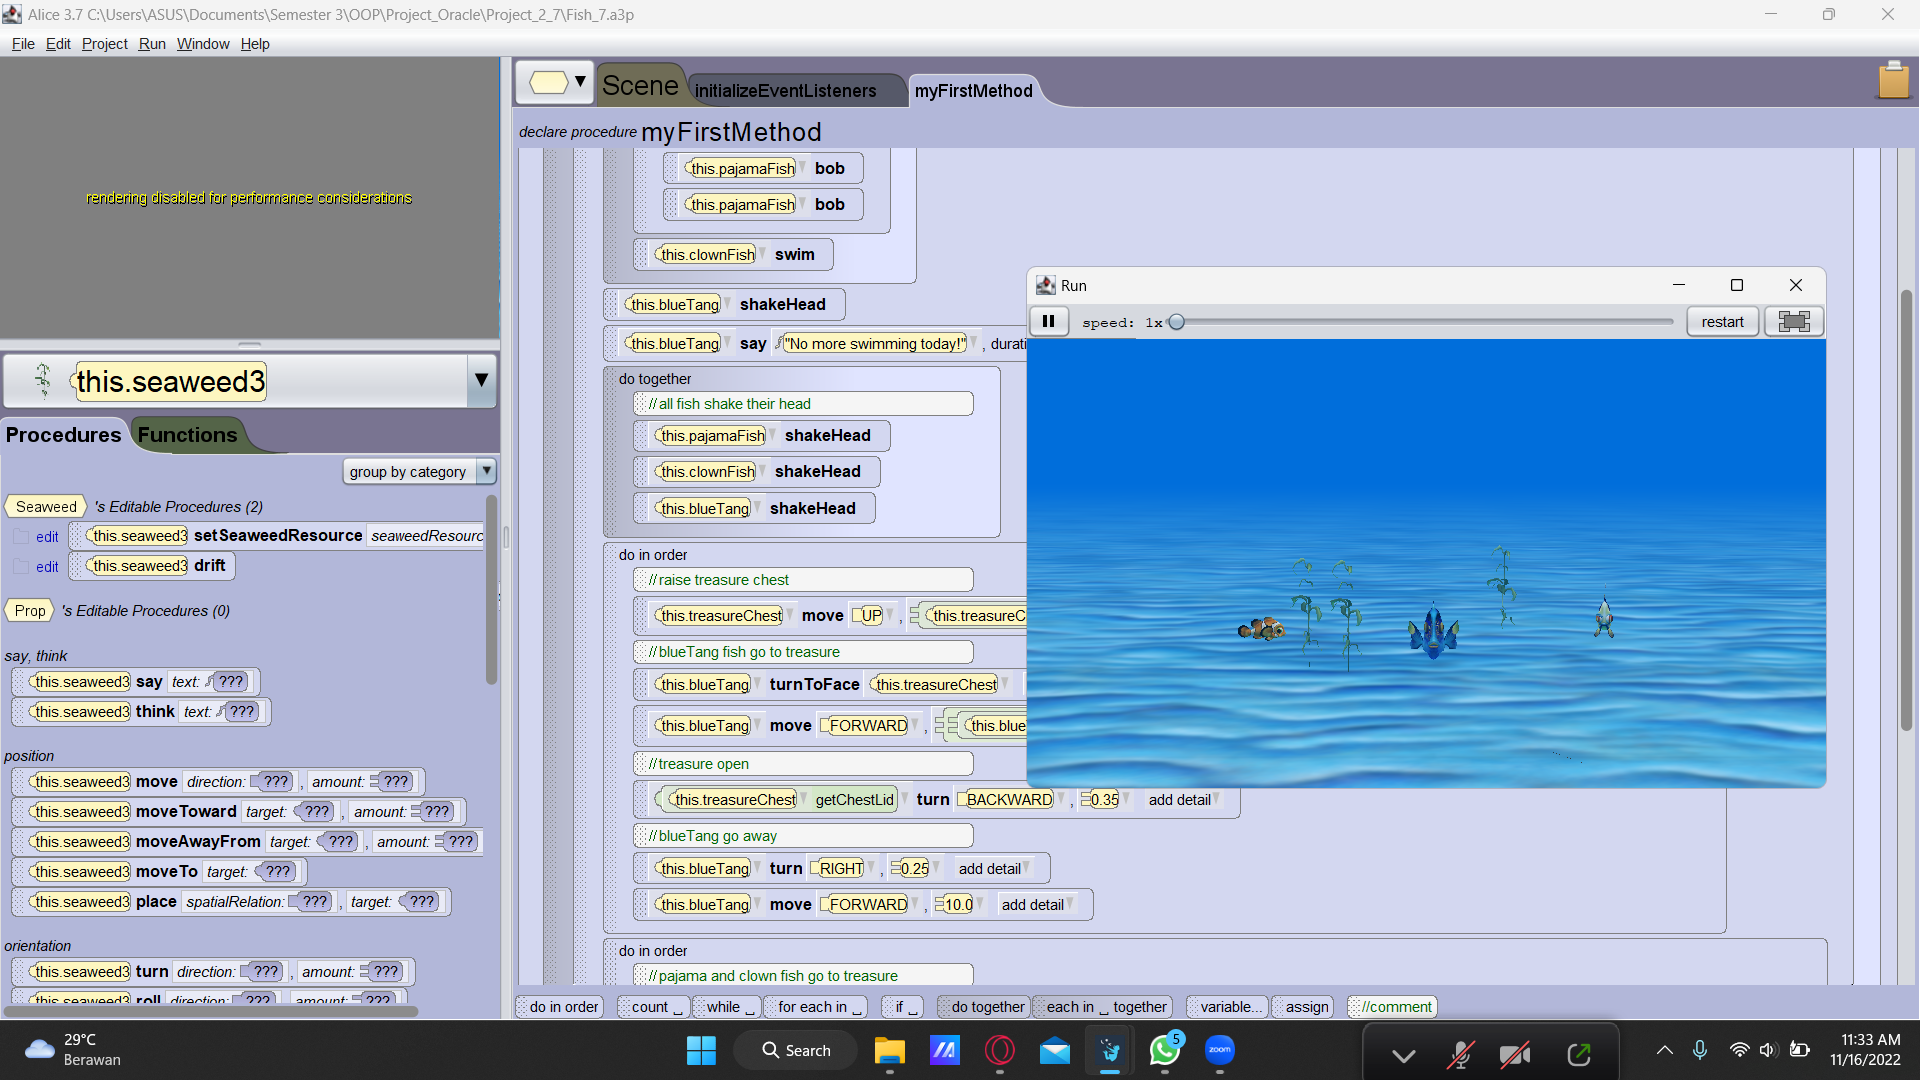 Alice 3.7 C:\Users\ASUS\Documents\Semester 3\OOP\Project_Oracle\Project_2_7\Fish_7.a3p
File Edit Project Run Window Help
rendering disabled for performance considerations
this.seaweed3
Procedures Functions
group by category
Seaweed 's Editable Procedures (2)
edit this.seaweed3 setSeaweedResource seaweedResourc
edit this.seaweed3 drift
Prop 's Editable Procedures (0)
say, think
this.seaweed3 say text: ???
this.seaweed3 think text: ???
position
this.seaweed3 move direction: ??? , amount: ???
this.seaweed3 moveToward target: ??? , amount: ???
this.seaweed3 moveAwayFrom target: ??? , amount: ???
this.seaweed3 moveTo target: ???
this.seaweed3 place spatialRelation: ??? , target: ???
orientation
this.seaweed3 turn direction: ??? , amount: ???
this.seaweed3 roll direction: ??? amount: ???
Scene initializeEventListeners myFirstMethod
declare procedure myFirstMethod
this.pajamaFish bob
this.pajamaFish bob
this.clownFish swim
this.blueTang shakeHead
this.blueTang say "No more swimming today!" , durati
do together
//all fish shake their head
this.pajamaFish shakeHead
this.clownFish shakeHead
this.blueTang shakeHead
do in order
//raise treasure chest
this.treasureChest move UP , this.treasureC
//blueTang fish go to treasure
this.blueTang turnToFace this.treasureChest
this.blueTang move FORWARD , this.blue
//treasure open
this.treasureChest getChestLid turn BACKWARD , 0.35 add detail
//blueTang go away
this.blueTang turn RIGHT , 0.25 add detail
this.blueTang move FORWARD , 10.0 add detail
do in order
//pajama and clown fish go to treasure
do in order count while for each in if do together each in together variable... assign //comment
Run
speed: 1x restart
29°C
Berawan
Search
5
zoom
11:33 AM
11/16/2022